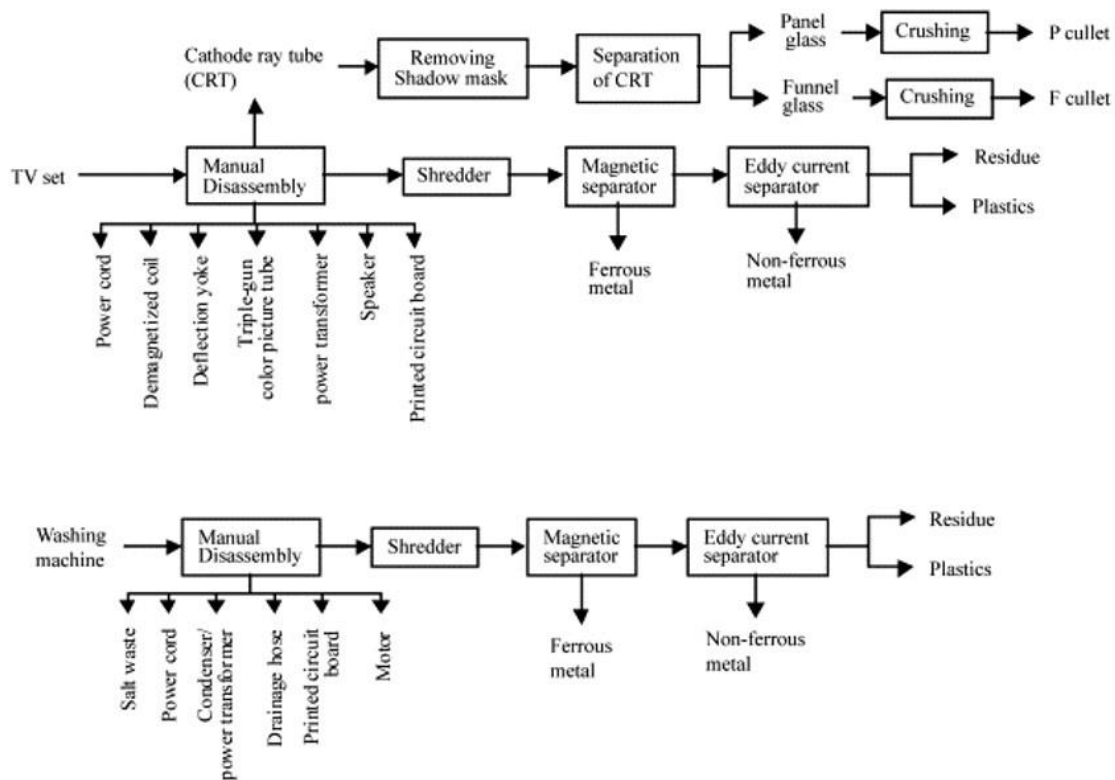 Cathode ray tube
(CRT)
Removing
Shadow mask
Separation
of CRT
Panel
glass
Crushing
P cullet
Funnel
glass
Crushing
F cullet
TV set
Manual
Disassembly
Shredder
Magnetic
separator
Eddy current
separator
Residue
Plastics
Ferrous
metal
Non-ferrous
metal
Power cord
Demagnetized coil
Deflection yoke
Triple-gun
color picture tube
power transformer
Speaker
Printed circuit board
Washing
machine
Manual
Disassembly
Shredder
Magnetic
separator
Eddy current
separator
Residue
Plastics
Ferrous
metal
Non-ferrous
metal
Salt waste
Power cord
Condenser/
power transformer
Drainage hose
Printed circuit
board
Motor